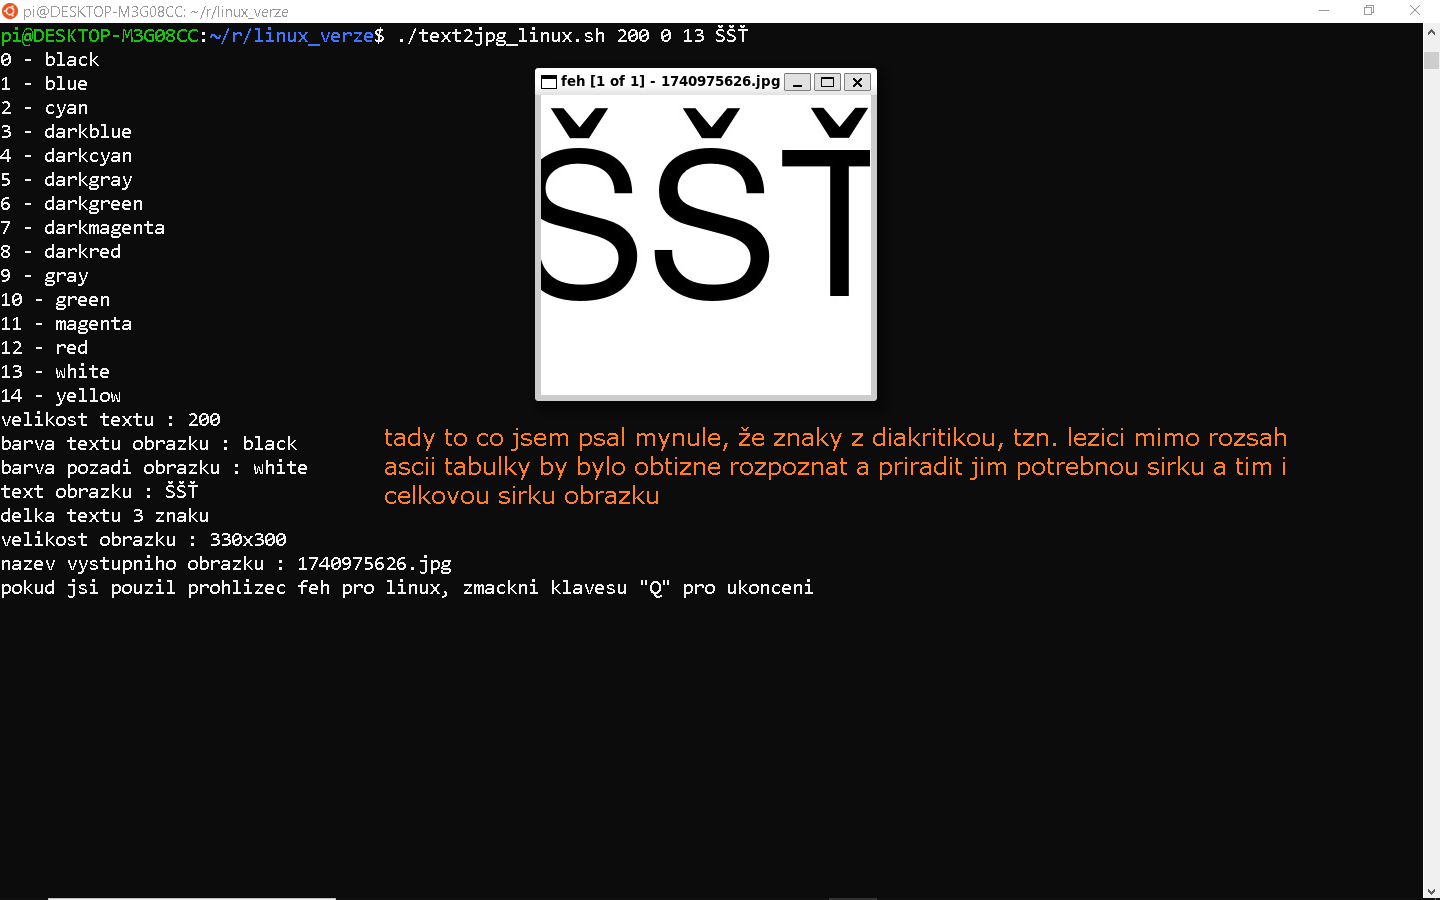 pi@DESKTOP-M3G08CC: ~/r/linux_verze
pi@DESKTOP-M3G08CC:~/r/linux_verze$ ./text2jpg_linux.sh 200 0 13 ŠŠŤ
0 - black
1 - blue
2 - cyan
3 - darkblue
4 - darkcyan
5 - darkgray
6 - darkgreen
7 - darkmagenta
8 - darkred
9 - gray
10 - green
11 - magenta
12 - red
13 - white
14 - yellow
velikost textu : 200
barva textu obrazku : black
barva pozadi obrazku : white
text obrazku : ŠŠŤ
delka textu 3 znaku
velikost obrazku : 330x300
nazev vystupniho obrazku : 1740975626.jpg
pokud jsi pouzil prohlizec feh pro linux, zmackni klavesu "Q" pro ukonceni
feh [1 of 1] - 1740975626.jpg
ŠŠŤ
tady to co jsem psal mynule, že znaky z diakritikou, tzn. lezici mimo rozsah
ascii tabulky by bylo obtizne rozpoznat a priradit jim potrebnou sirku a tim i
celkovou sirku obrazku